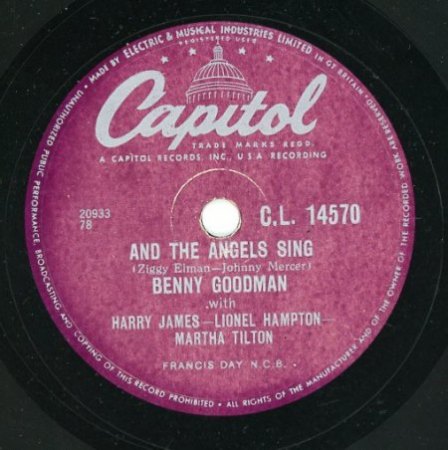 MADE BY ELECTRIC & MUSICAL INDUSTRIES LIMITED IN GT BRITAIN • ALL RIGHTS OF THE MANUFACTURER AND OF THE OWNER OF THE RECORDED WORK RESERVED • UNAUTHORIZED PUBLIC PERFORMANCE, BROADCASTING AND COPYING OF THIS RECORD PROHIBITED •
REGISTERED USER
Capitol
TRADE MARKS REGD.
A CAPITOL RECORDS, INC., U.S.A RECORDING
20933
78
C.L. 14570
AND THE ANGELS SING
(Ziggy Elman—Johnny Mercer)
BENNY GOODMAN
with
HARRY JAMES—LIONEL HAMPTON—
MARTHA TILTON
FRANCIS DAY N.C.B.